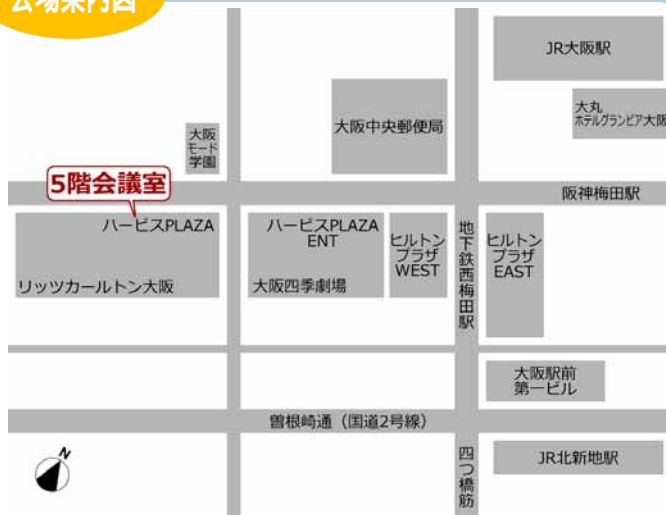 会場案内図
JR大阪駅
大丸
ホテルグランビア大阪
大阪中央郵便局
大阪
モード
学園
5階会議室
阪神梅田駅
ハービスPLAZA
リッツカールトン大阪
ハービスPLAZA
ENT
大阪四季劇場
ヒルトン
プラザ
WEST
地下鉄西梅田駅
ヒルトン
プラザ
EAST
大阪駅前
第一ビル
曽根崎通（国道2号線）
四つ橋筋
JR北新地駅
N